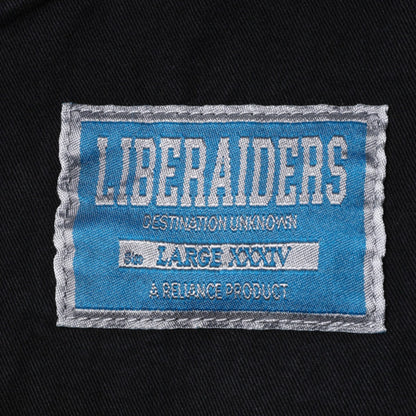 LIBERAIDERS
DESTINATION UNKNOWN
Size LARGE XXXIV
A RELIANCE PRODUCT